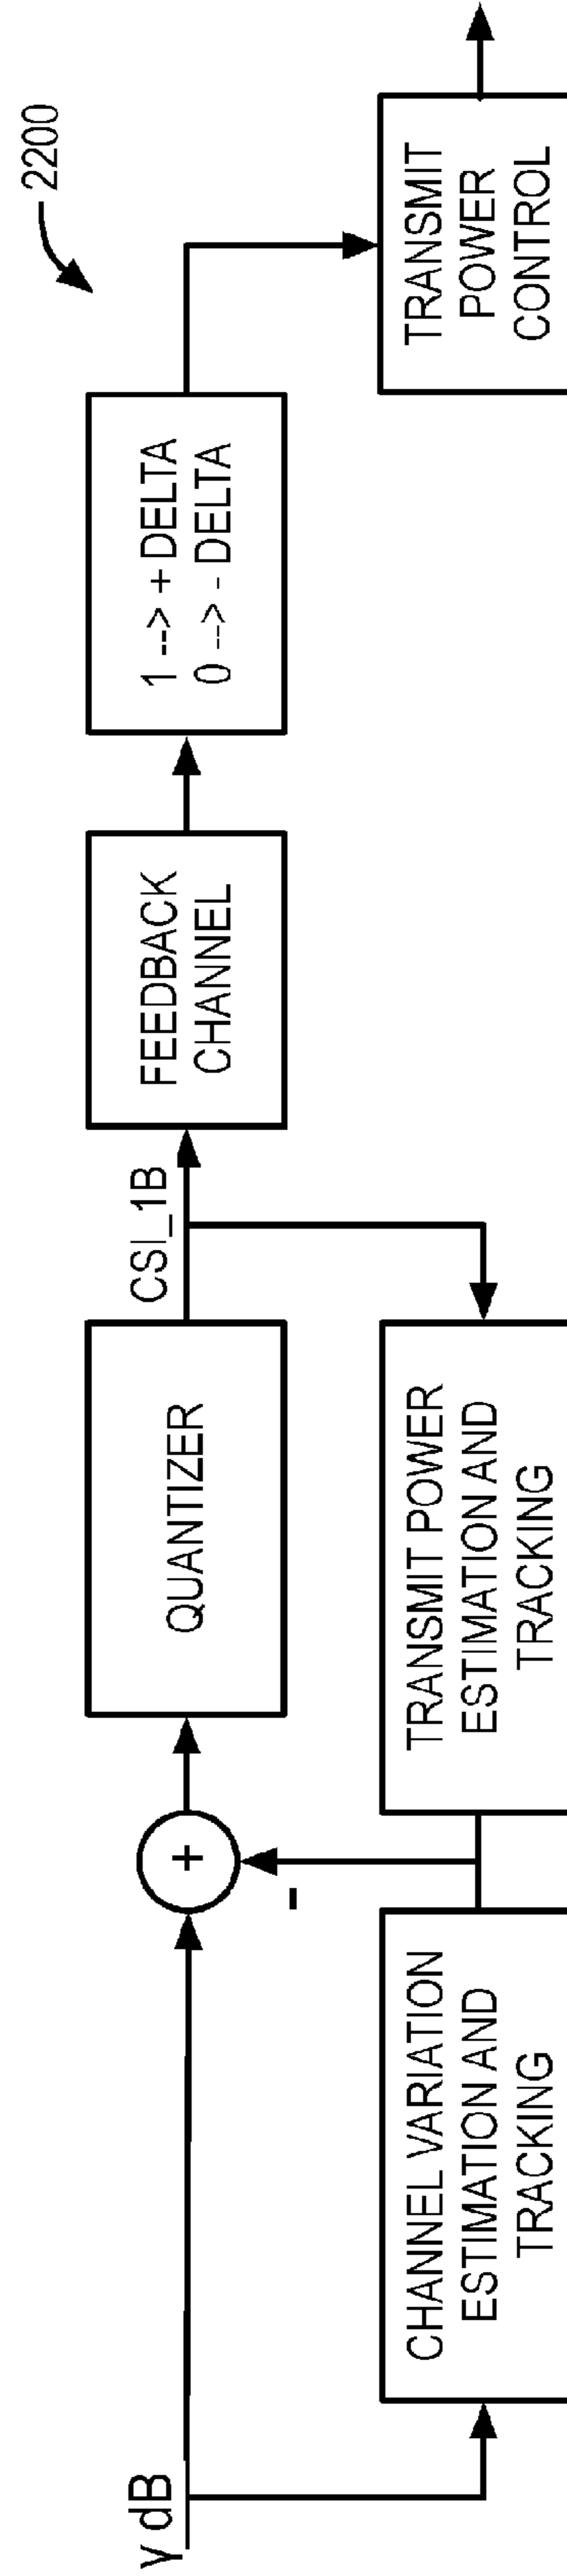 2200
γ dB
+
-
QUANTIZER
CSI_1B
FEEDBACK
CHANNEL
1 --> + DELTA
0 --> - DELTA
CHANNEL VARIATION
ESTIMATION AND
TRACKING
TRANSMIT POWER
ESTIMATION AND
TRACKING
TRANSMIT
POWER
CONTROL